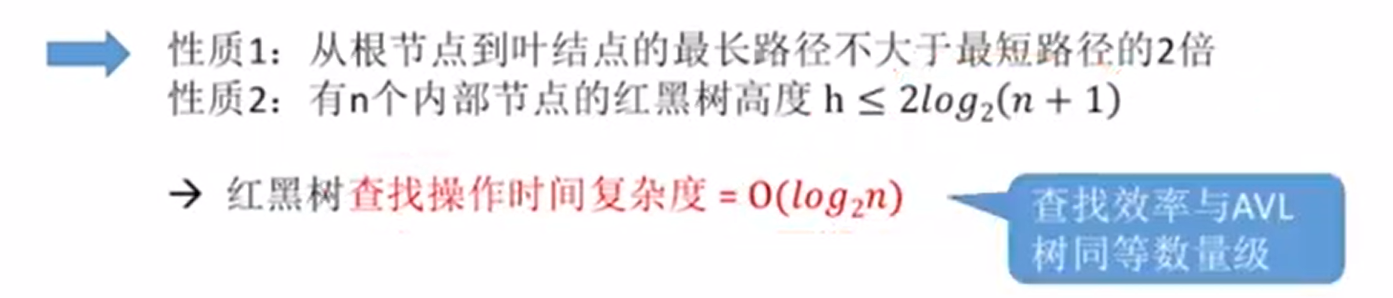 性质1：从根节点到叶结点的最长路径不大于最短路径的2倍
性质2：有n个内部节点的红黑树高度 h ≤ 2log₂(n + 1)
→ 红黑树查找操作时间复杂度 = O(log₂n)
查找效率与AVL
树同等数量级